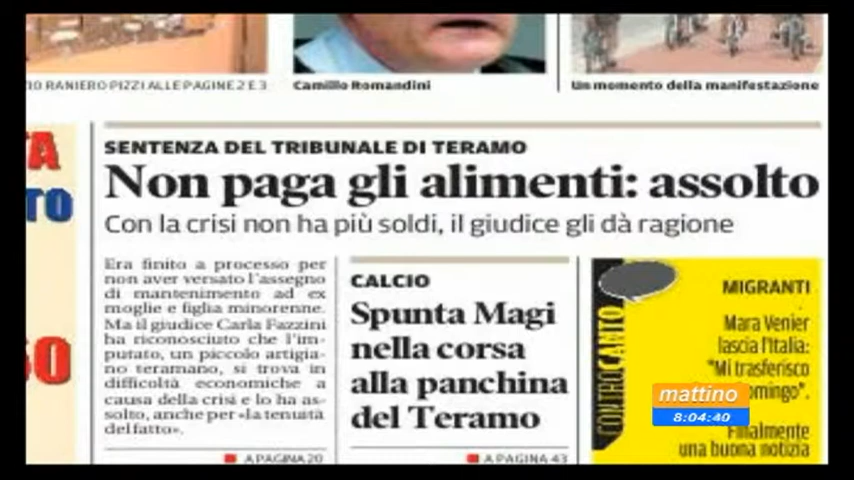 RANIERO PIZZI ALLE PAGINE 2 E 3
Camillo Romandini
Un momento della manifestazione
SENTENZA DEL TRIBUNALE DI TERAMO
Non paga gli alimenti: assolto
Con la crisi non ha più soldi, il giudice gli dà ragione
Era finito a processo per
non aver versato l'assegno
di mantenimento ad ex
moglie e figlia minorenne.
Ma il giudice Carla Fazzini
ha riconosciuto che l'im-
putato, un piccolo artigia-
no teramano, si trova in
difficoltà economiche a
causa della crisi e lo ha as-
solto, anche per «la tenuità
del fatto».
A PAGINA 20
CALCIO
Spunta Magi
nella corsa
alla panchina
del Teramo
A PAGINA 43
CONTROCANTO
MIGRANTI
Mara Venier
lascia l'Italia:
"Mi trasferisco
omingo".
Finalmente
una buona notizia
mattino
8:04:40